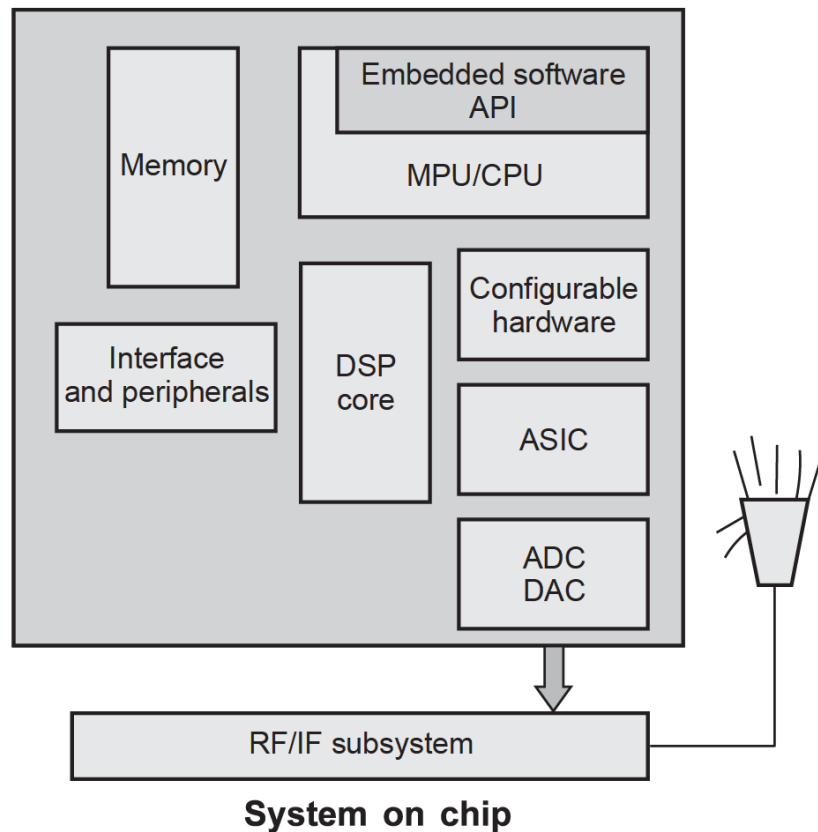 Memory
Embedded software
API
MPU/CPU
Interface
and peripherals
DSP
core
Configurable
hardware
ASIC
ADC
DAC
RF/IF subsystem
System on chip